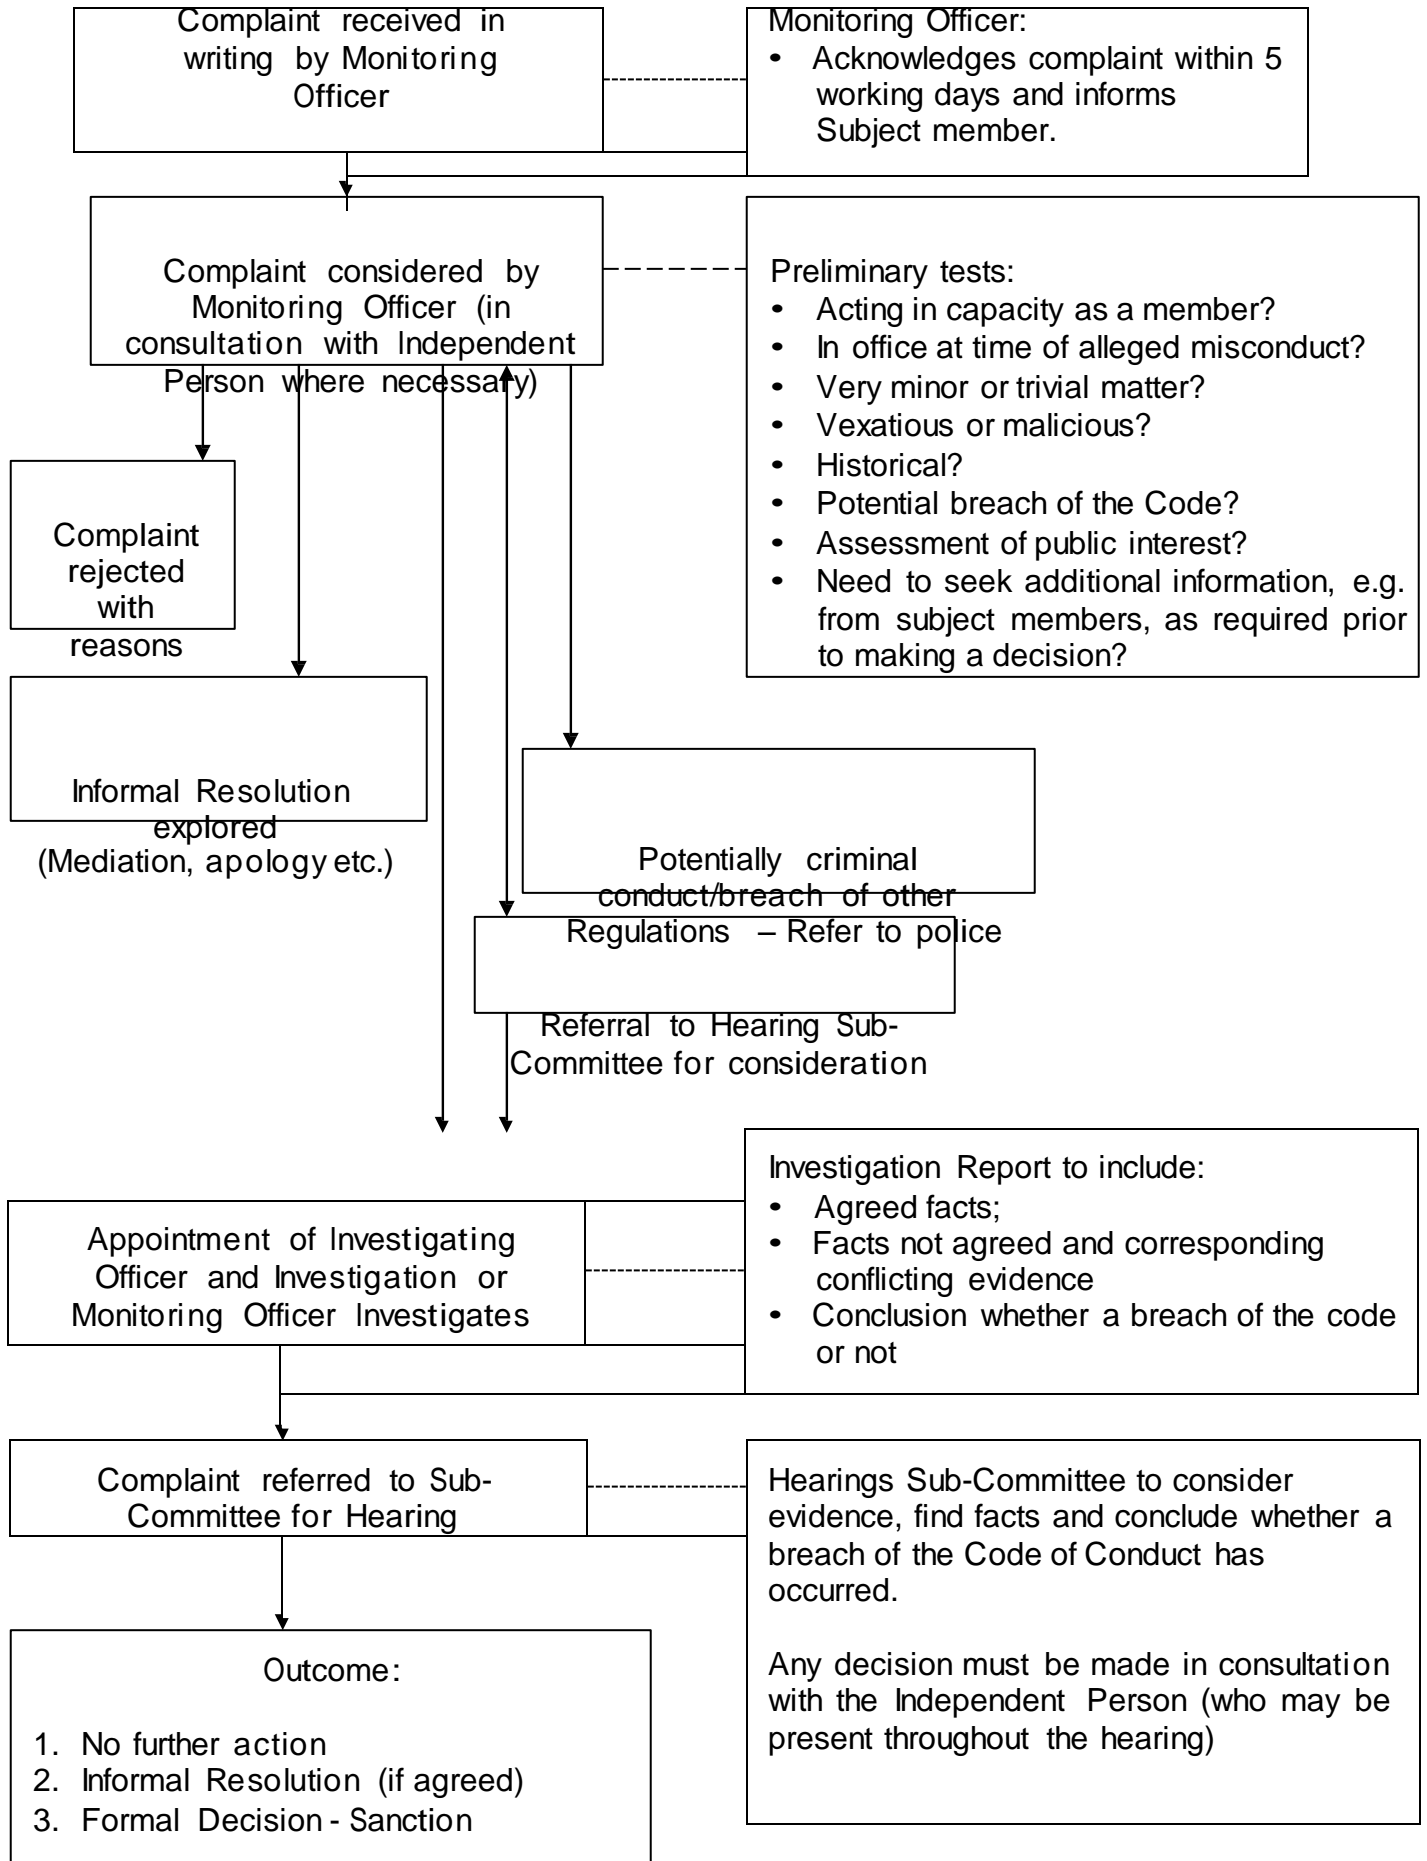 Complaint received in
writing by Monitoring
Officer
Monitoring Officer:
• Acknowledges complaint within 5
working days and informs
Subject member.
Complaint considered by
Monitoring Officer (in
consultation with Independent
Person where necessary)
Preliminary tests:
• Acting in capacity as a member?
• In office at time of alleged misconduct?
• Very minor or trivial matter?
• Vexatious or malicious?
• Historical?
• Potential breach of the Code?
• Assessment of public interest?
• Need to seek additional information, e.g.
from subject members, as required prior
to making a decision?
Complaint
rejected
with
reasons
Informal Resolution
explored
(Mediation, apology etc.)
Potentially criminal
conduct/breach of other
Regulations – Refer to police
Referral to Hearing Sub-
Committee for consideration
Appointment of Investigating
Officer and Investigation or
Monitoring Officer Investigates
Investigation Report to include:
• Agreed facts;
• Facts not agreed and corresponding
conflicting evidence
• Conclusion whether a breach of the code
or not
Complaint referred to Sub-
Committee for Hearing
Hearings Sub-Committee to consider
evidence, find facts and conclude whether a
breach of the Code of Conduct has
occurred.
Any decision must be made in consultation
with the Independent Person (who may be
present throughout the hearing)
Outcome:
1. No further action
2. Informal Resolution (if agreed)
3. Formal Decision - Sanction